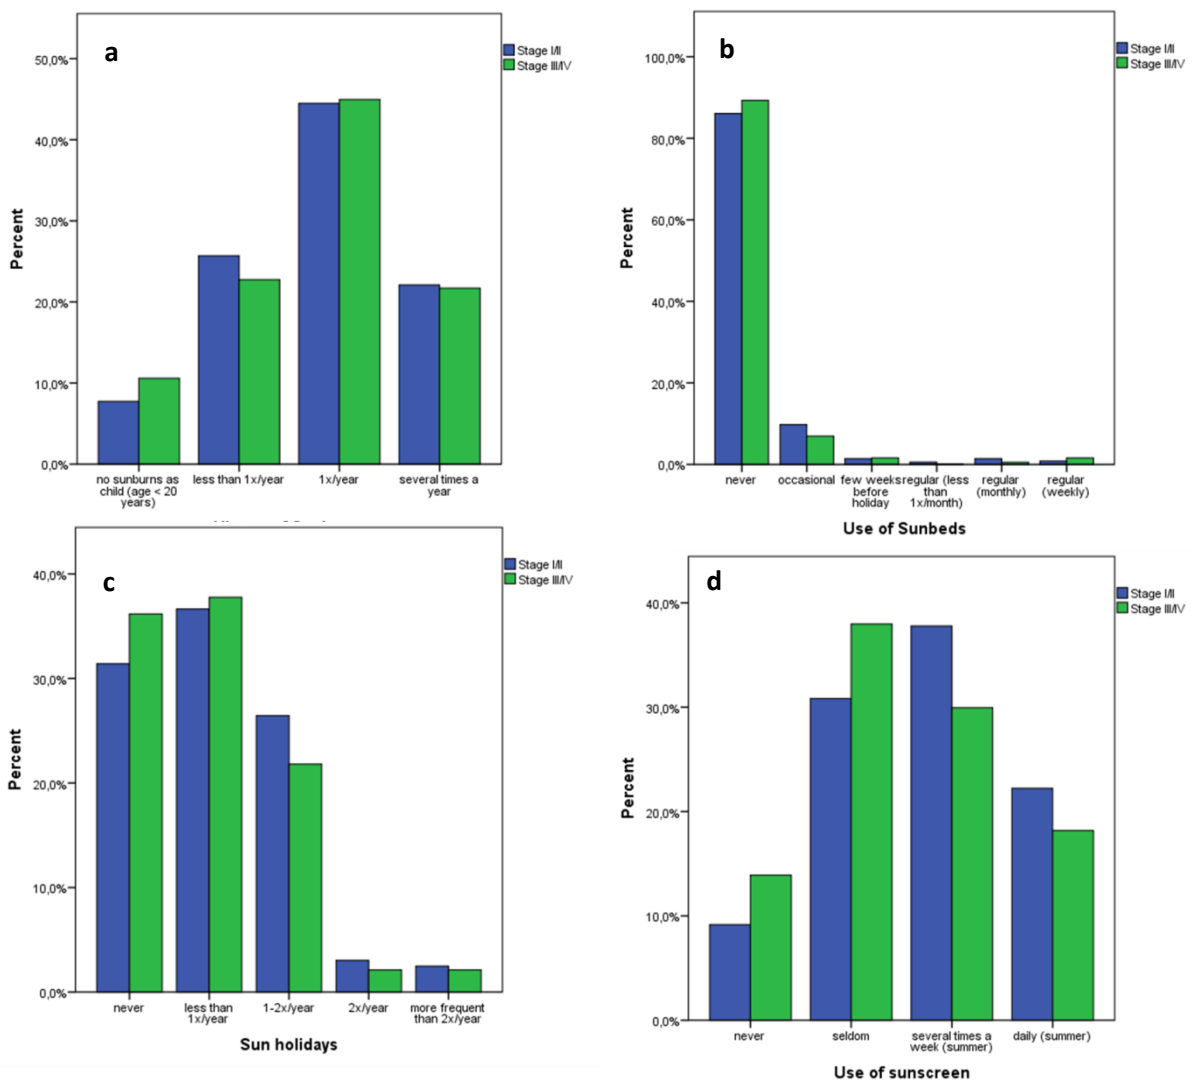 a
Stage I/II
Stage III/IV
50,0%
40,0%
30,0%
20,0%
10,0%
0,0%
Percent
no sunburns as
child (age < 20
years)
less than 1x/year
1x/year
several times a
year
b
Stage I/II
Stage III/IV
100,0%
80,0%
60,0%
40,0%
20,0%
0,0%
Percent
never
occasional
few weeks
before
holiday
regular (less
than
1x/month)
regular
(monthly)
regular
(weekly)
Use of Sunbeds
c
Stage I/II
Stage III/IV
40,0%
30,0%
20,0%
10,0%
0,0%
Percent
never
less than
1x/year
1-2x/year
2x/year
more frequent
than 2x/year
Sun holidays
d
Stage I/II
Stage III/IV
40,0%
30,0%
20,0%
10,0%
0,0%
Percent
never
seldom
several times a
week (summer)
daily (summer)
Use of sunscreen